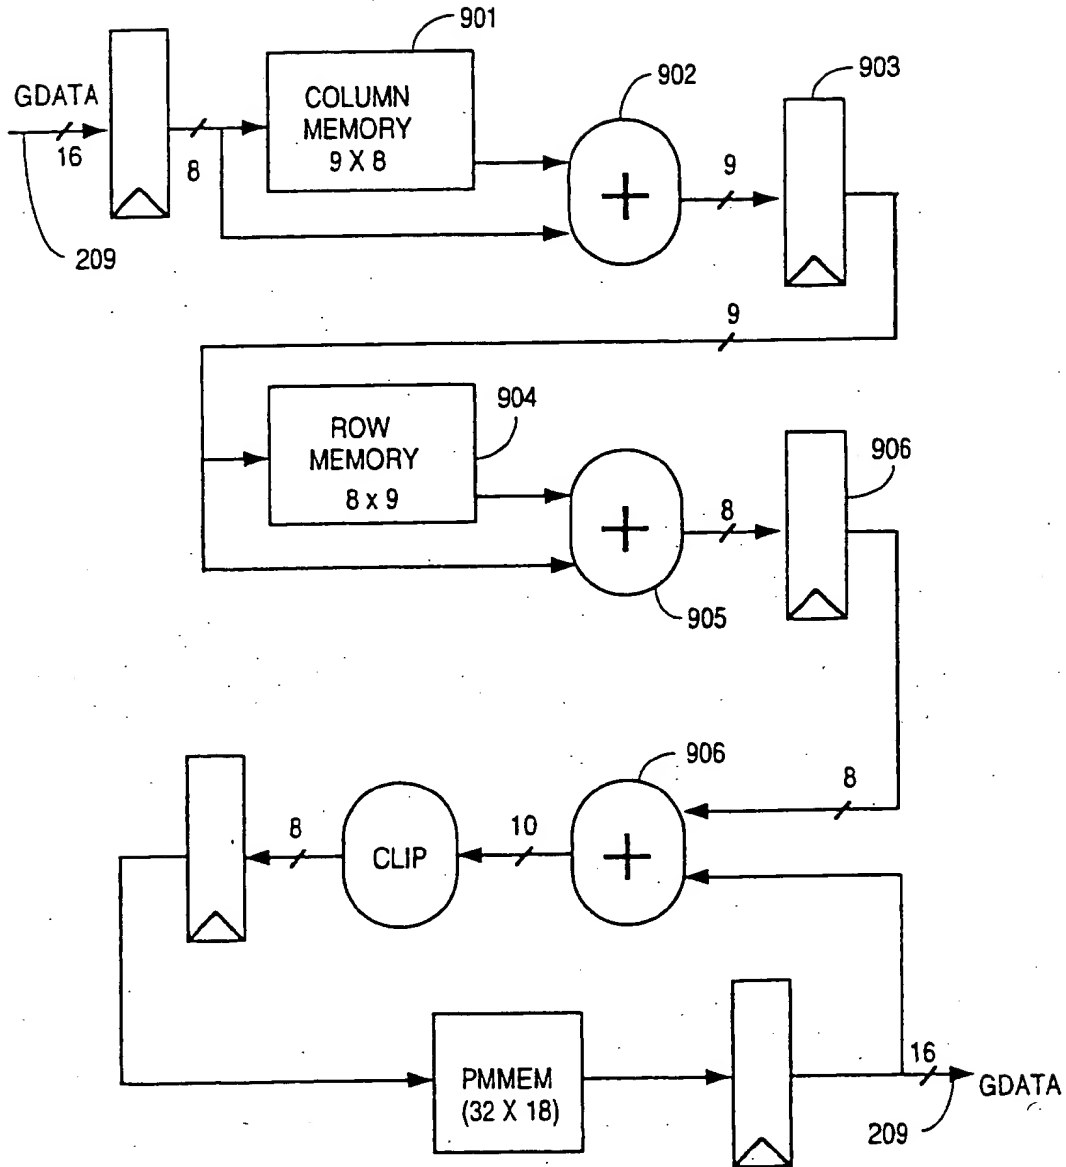 901
902
903
GDATA
COLUMN
MEMORY
9 X 8
16
8
9
209
9
904
ROW
MEMORY
8 x 9
906
8
905
906
8
8
CLIP
10
PMMEM
(32 X 18)
16
GDATA
209